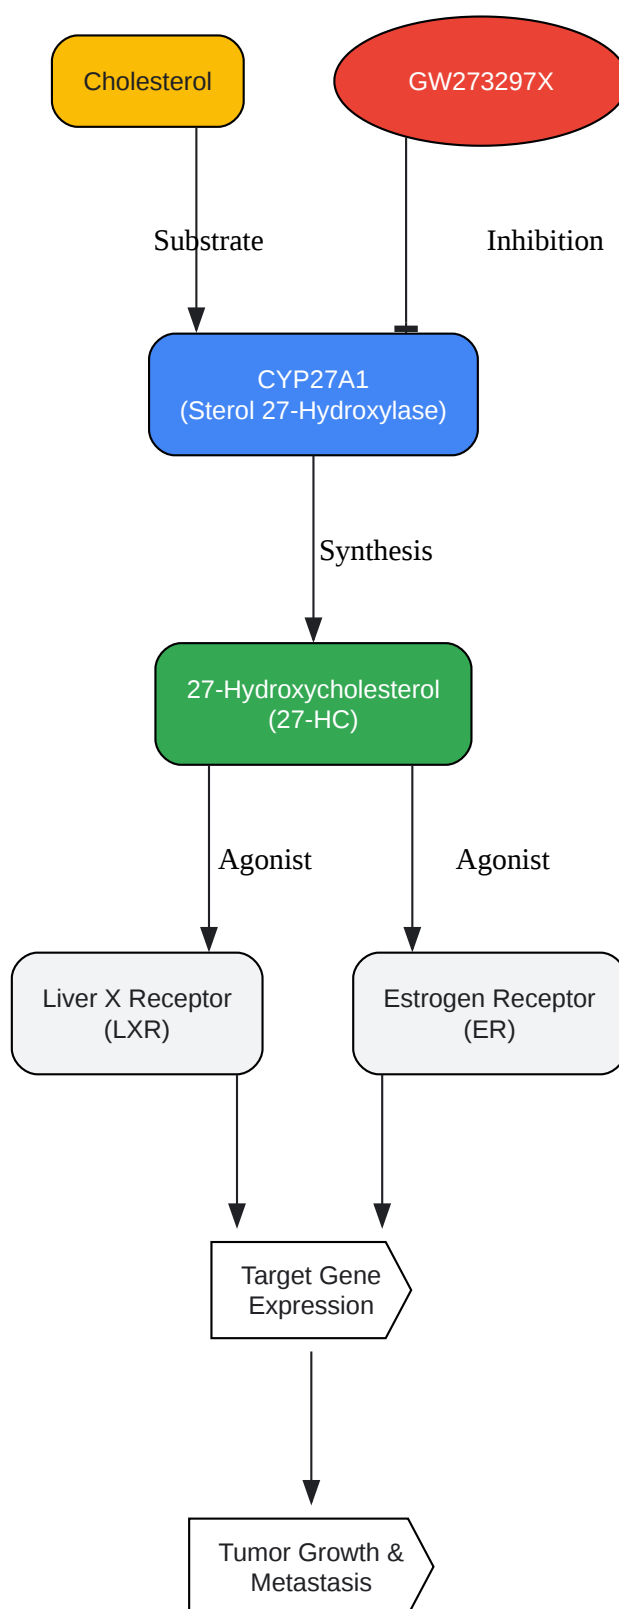 Cholesterol
GW273297X
Substrate
Inhibition
CYP27A1
(Sterol 27-Hydroxylase)
Synthesis
27-Hydroxycholesterol
(27-HC)
Agonist
Agonist
Liver X Receptor
(LXR)
Estrogen Receptor
(ER)
Target Gene
Expression
Tumor Growth &
Metastasis